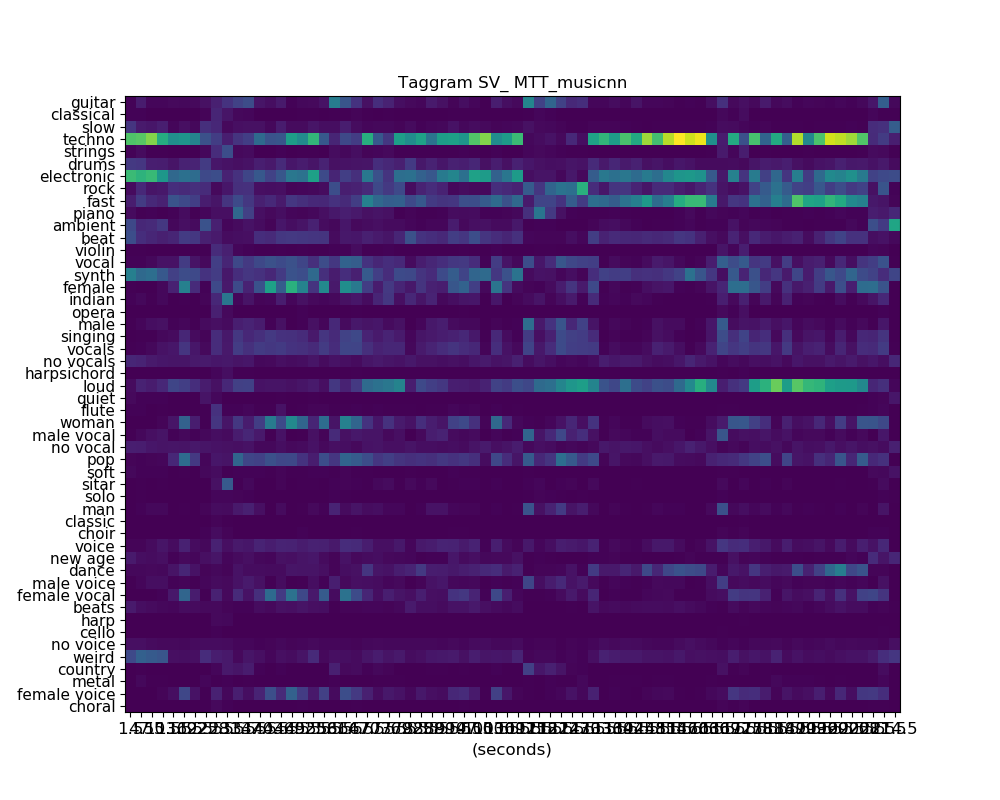 Taggram SV_ MTT_musicnn
guitar
classical
slow
techno
strings
drums
electronic
rock
fast
piano
ambient
beat
violin
vocal
synth
female
indian
opera
male
singing
vocals
no vocals
harpsichord
loud
quiet
flute
woman
male vocal
no vocal
pop
soft
sitar
solo
man
classic
choir
voice
new age
dance
male voice
female vocal
beats
harp
cello
no voice
weird
country
metal
female voice
choral
(seconds)